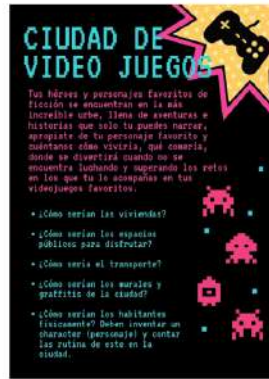 CIUDAD DE
VIDEO JUEGOS
Tus héroes y personajes favoritos de
ficción se encuentran en la más
increíble urbe, llena de aventuras e
historias que solo tu puedes narrar,
apropiate de tu personaje favorito y
cuéntanos cómo viviría, qué comería,
donde se divertirá cuando no se
encuentra luchando y superando los retos
en los que tu lo acompañas en tus
videojuegos favoritos.
• ¿Cómo serían las viviendas?
• ¿Cómo serían los espacios
públicos para disfrutar?
• ¿Cómo sería el transporte?
• ¿Cómo serían los murales y
graffitis de la ciudad?
• ¿Cómo serían los habitantes
físicamente? Deben inventar un
character (personaje) y contar
las rutina de este en la
ciudad.